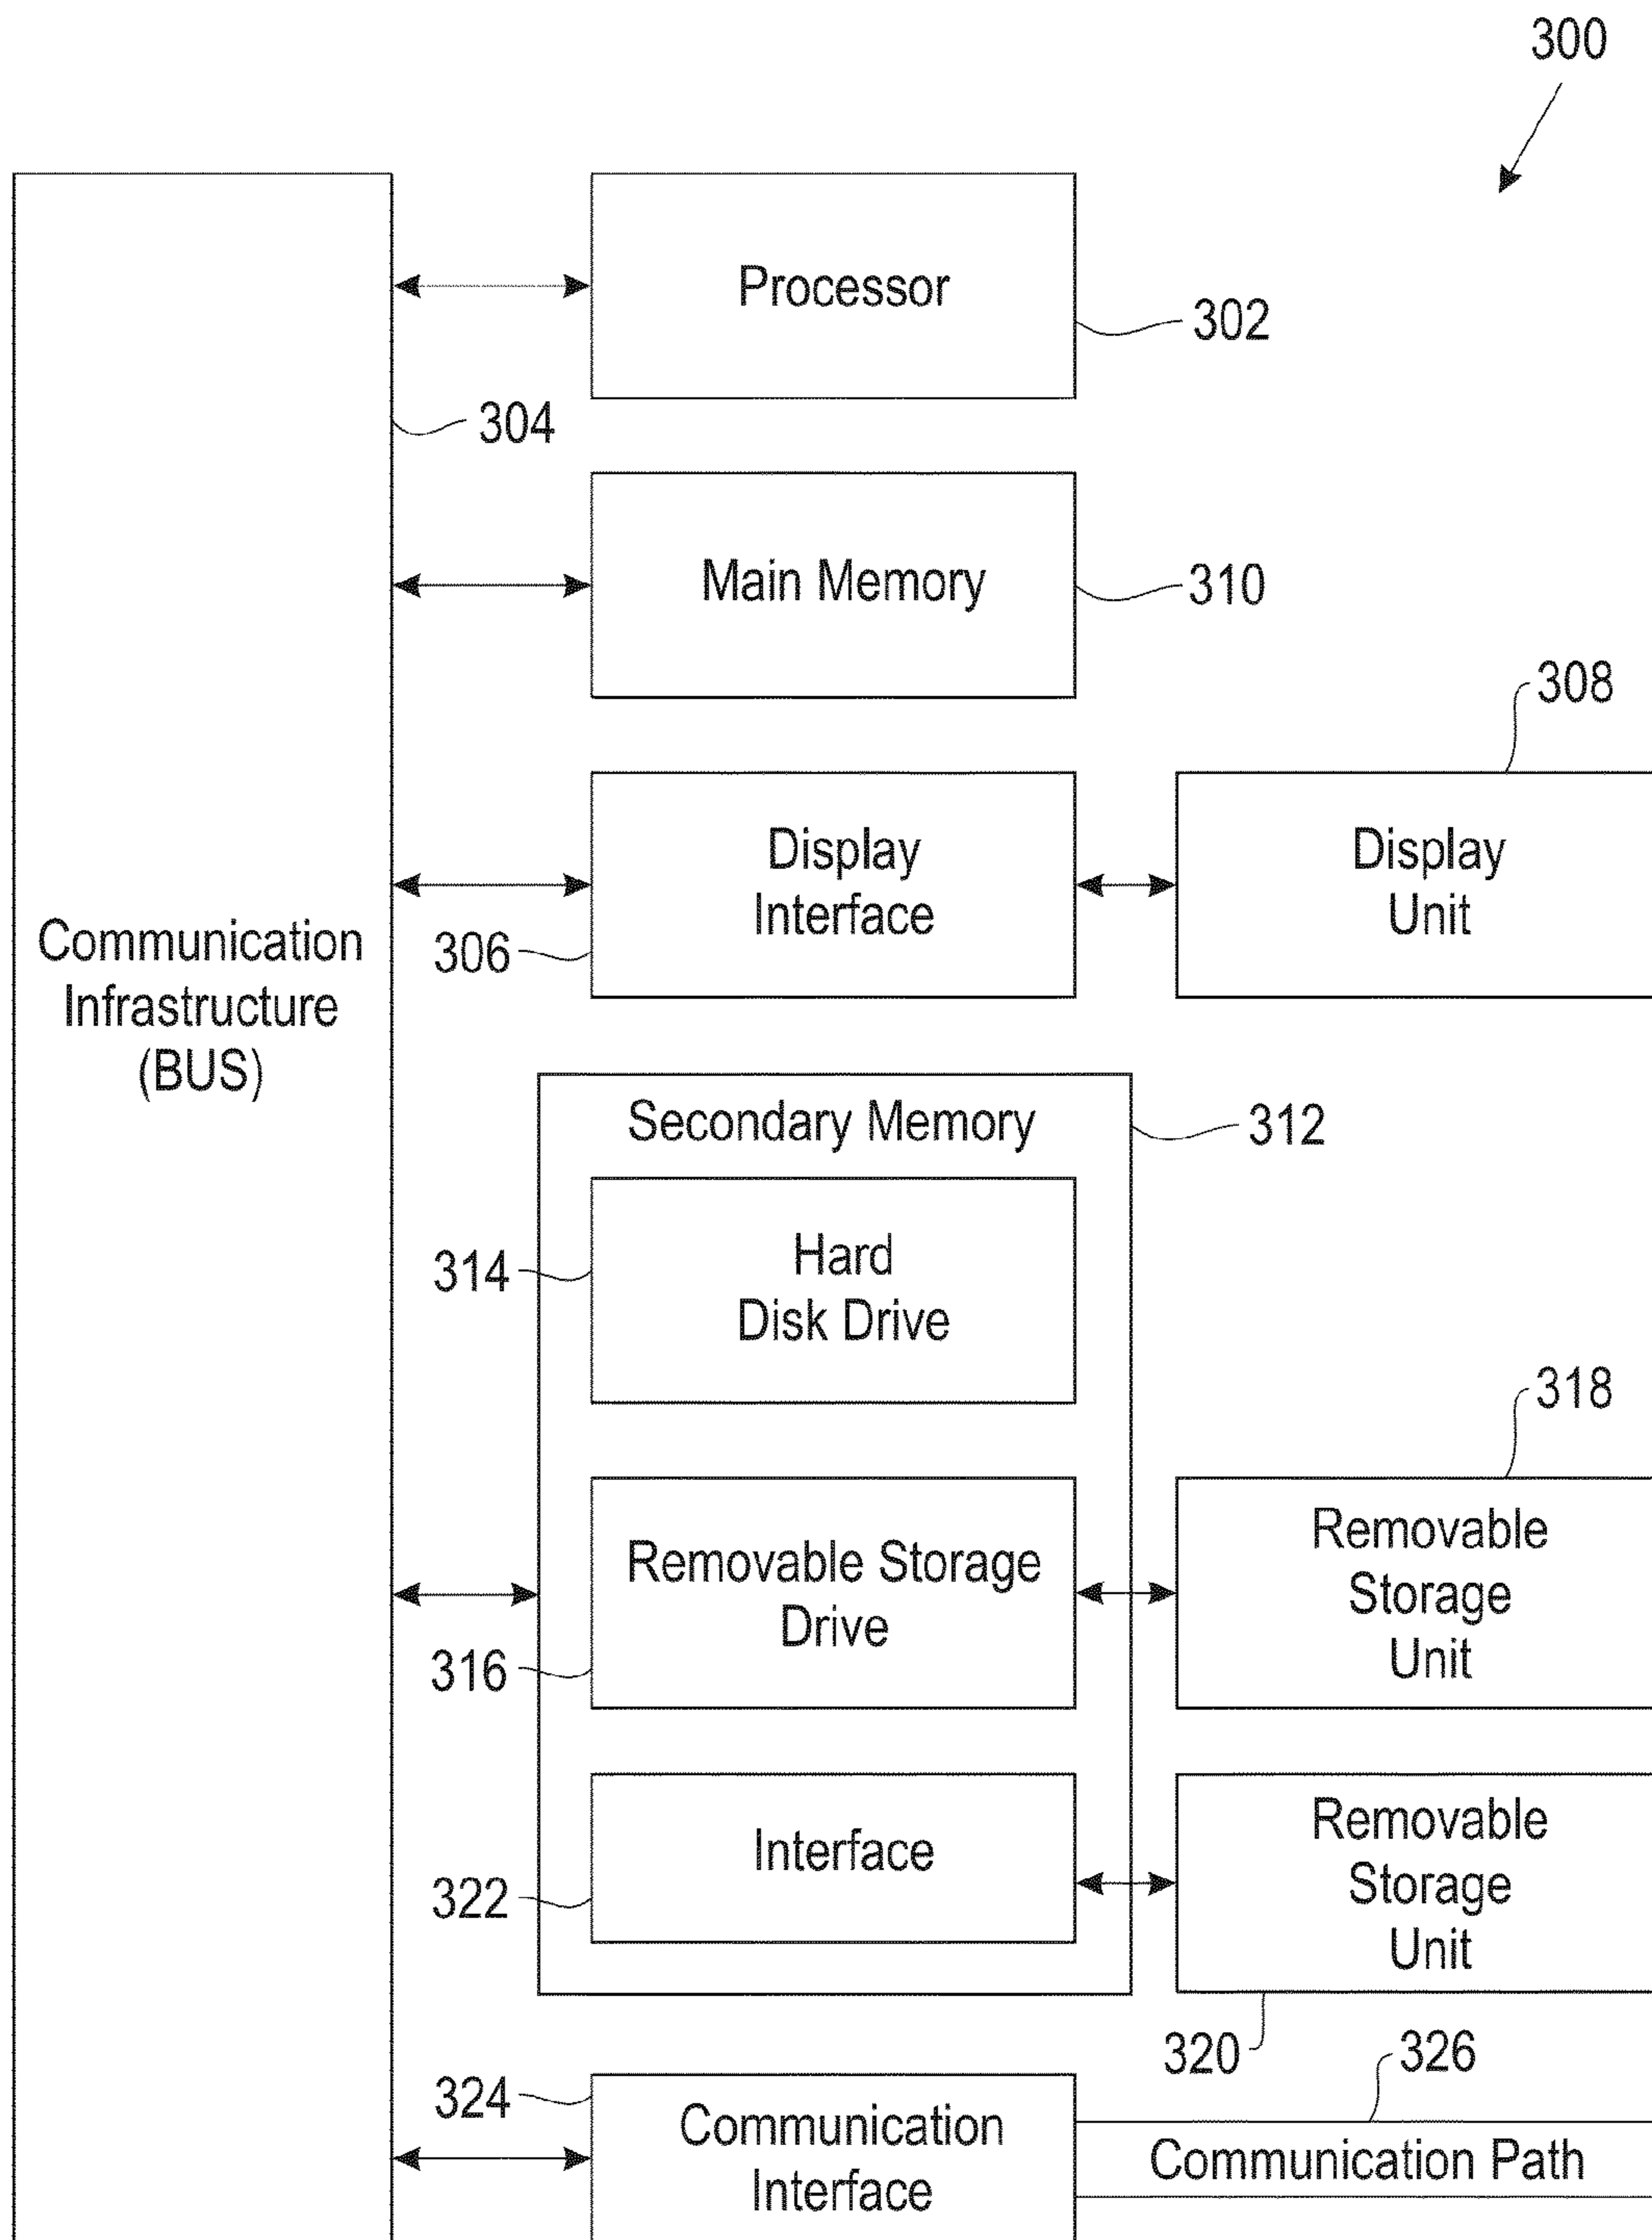 300
Processor
302
304
Main Memory
310
308
Display
Interface
306
Display
Unit
Communication
Infrastructure
(BUS)
Secondary Memory
312
Hard
Disk Drive
314
318
Removable Storage
Drive
316
Removable
Storage
Unit
Interface
322
Removable
Storage
Unit
320
326
324
Communication
Interface
Communication Path